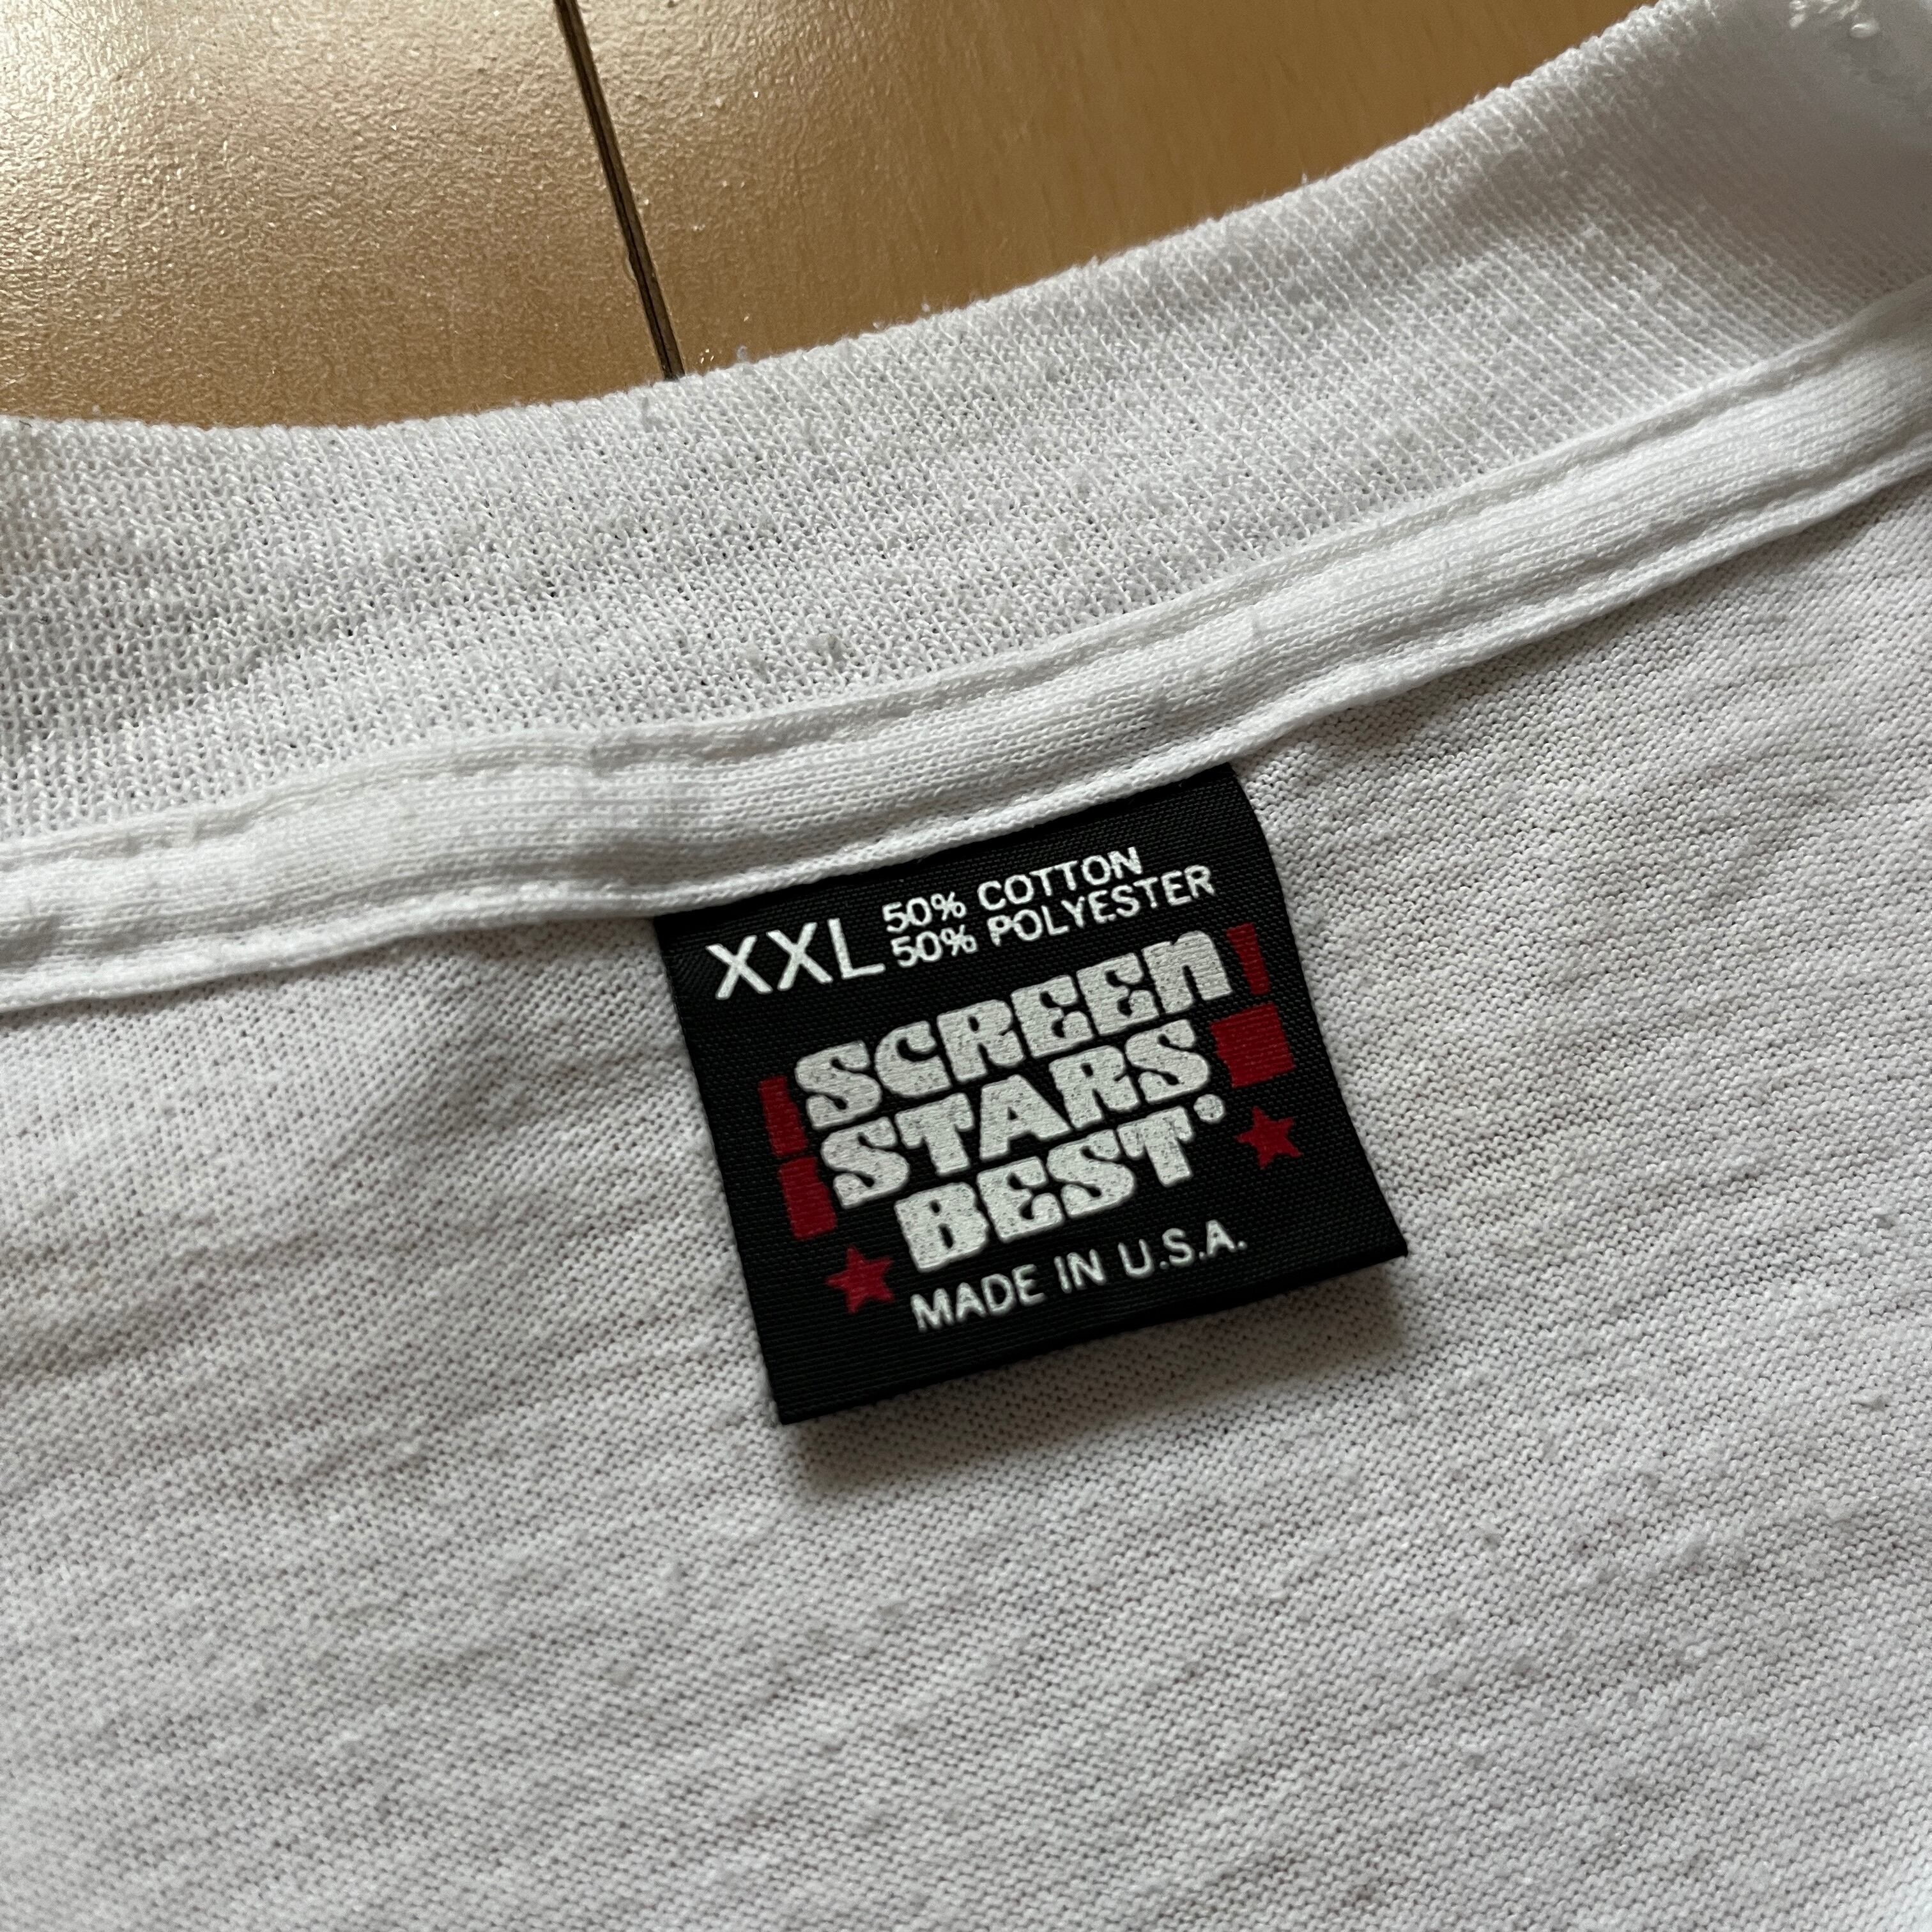 XXL 50% COTTON
50% POLYESTER
SCREEN
STARS
BEST
MADE IN U.S.A.